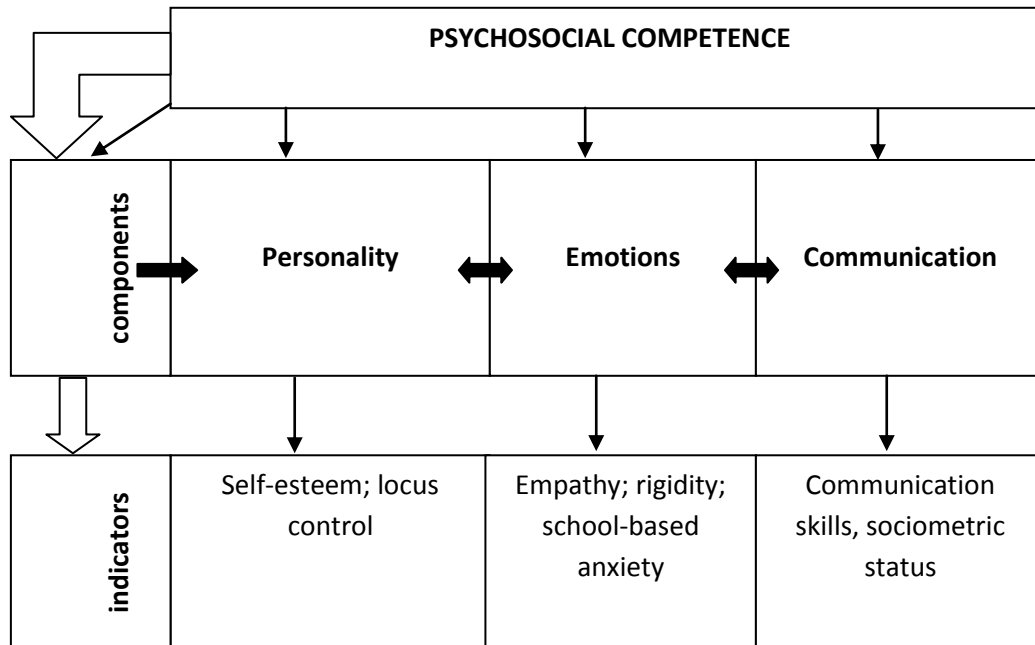 PSYCHOSOCIAL COMPETENCE
components
Personality
Emotions
Communication
indicators
Self-esteem; locus
control
Empathy; rigidity;
school-based
anxiety
Communication
skills, sociometric
status